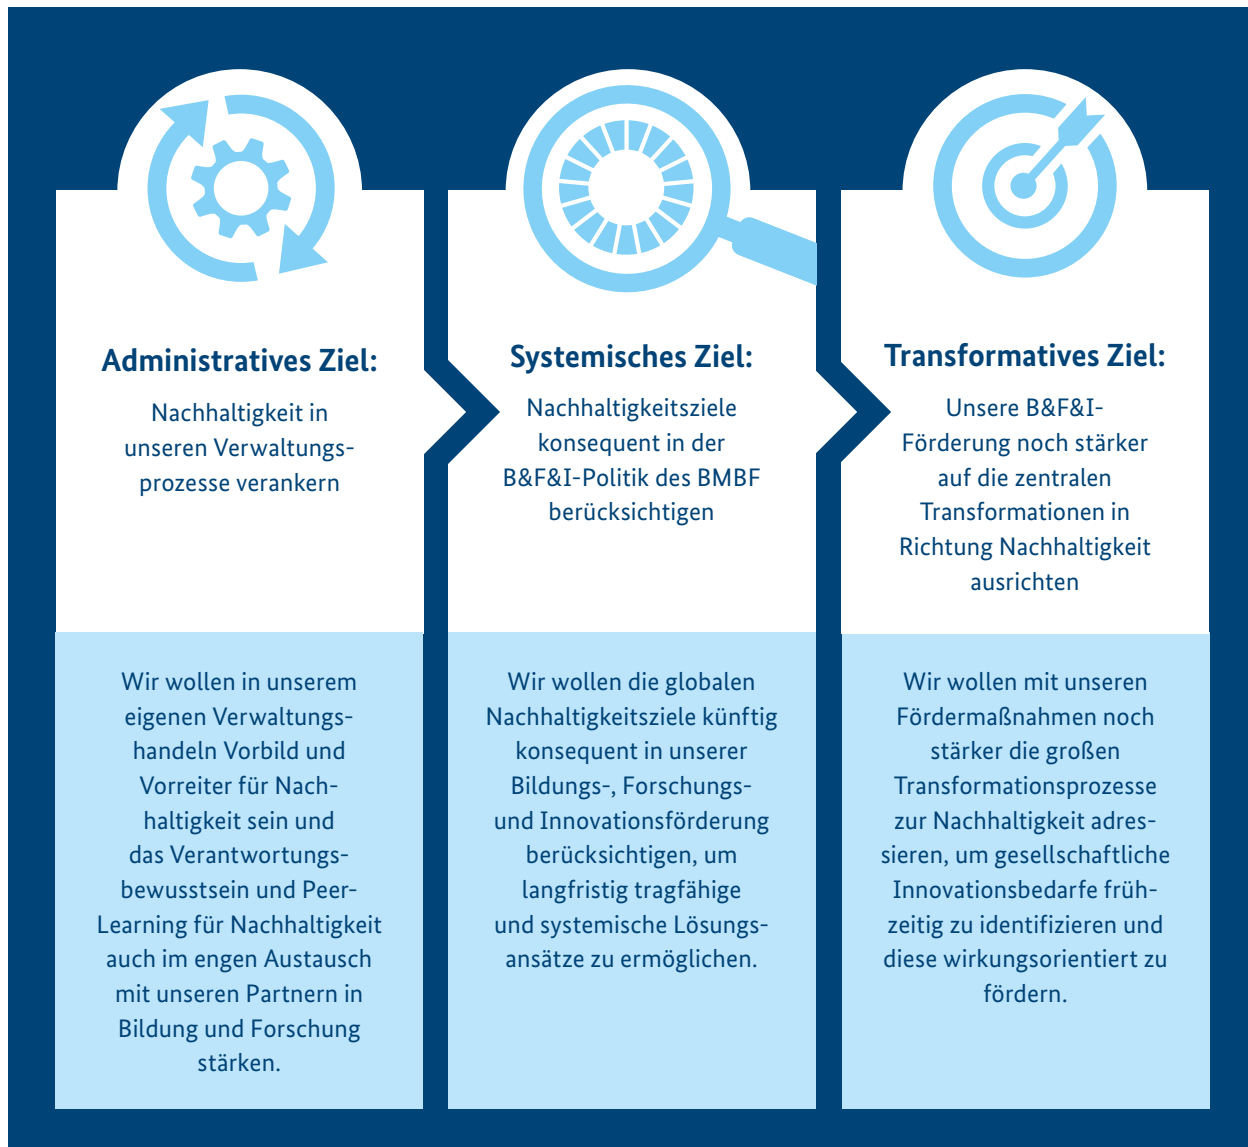 Administratives Ziel:
Nachhaltigkeit in
unseren Verwaltungs-
prozesse verankern
Wir wollen in unserem
eigenen Verwaltungs-
handeln Vorbild und
Vorreiter für Nach-
haltigkeit sein und
das Verantwortungs-
bewusstsein und Peer-
Learning für Nachhaltigkeit
auch im engen Austausch
mit unseren Partnern in
Bildung und Forschung
stärken.
Systemisches Ziel:
Nachhaltigkeitsziele
konsequent in der
B&F&I-Politik des BMBF
berücksichtigen
Wir wollen die globalen
Nachhaltigkeitsziele künftig
konsequent in unserer
Bildungs-, Forschungs-
und Innovationsförderung
berücksichtigen, um
langfristig tragfähige
und systemische Lösungs-
ansätze zu ermöglichen.
Transformatives Ziel:
Unsere B&F&I-
Förderung noch stärker
auf die zentralen
Transformationen in
Richtung Nachhaltigkeit
ausrichten
Wir wollen mit unseren
Fördermaßnahmen noch
stärker die großen
Transformationsprozesse
zur Nachhaltigkeit adres-
sieren, um gesellschaftliche
Innovationsbedarfe früh-
zeitig zu identifizieren und
diese wirkungsorientiert zu
fördern.